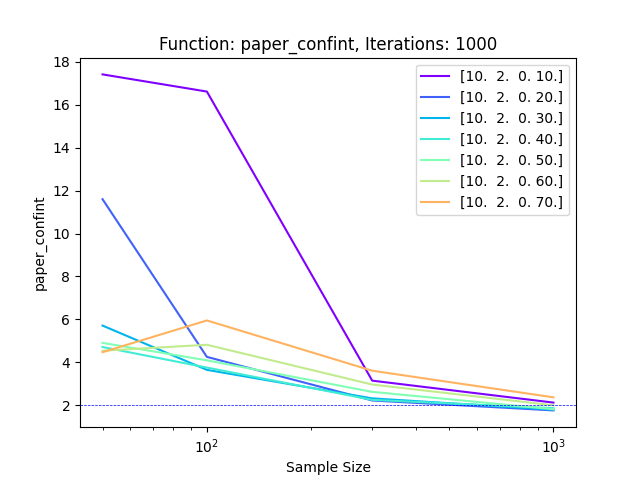 Function: paper_confint, Iterations: 1000
18
16
14
12
10
8
6
4
2
paper_confint
[10.  2.  0. 10.]
[10.  2.  0. 20.]
[10.  2.  0. 30.]
[10.  2.  0. 40.]
[10.  2.  0. 50.]
[10.  2.  0. 60.]
[10.  2.  0. 70.]
10²
10³
Sample Size